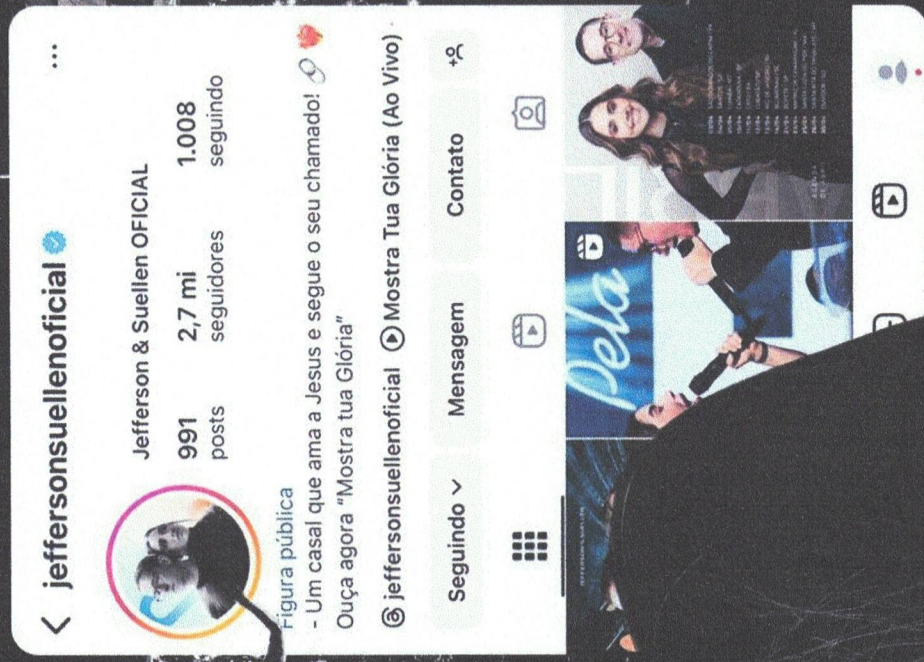 jeffersonsuellenoficial
Jefferson & Suellen OFICIAL
991 2,7 mi 1.008
posts seguidores seguindo
Figura pública
- Um casal que ama a Jesus e segue o seu chamado! 🔗 ❤️‍🔥
Ouça agora "Mostra tua Glória"
jeffersonsuellenoficial Mostra Tua Glória (Ao Vivo) ·
Seguindo Mensagem Contato
Pela